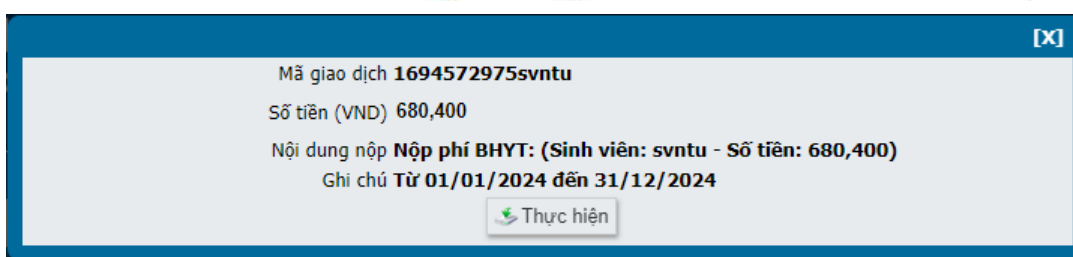 [X]
Mã giao dịch 1694572975svntu
Số tiền (VND) 680,400
Nội dung nộp Nộp phí BHYT: (Sinh viên: svntu - Số tiền: 680,400)
Ghi chú Từ 01/01/2024 đến 31/12/2024
Thực hiện